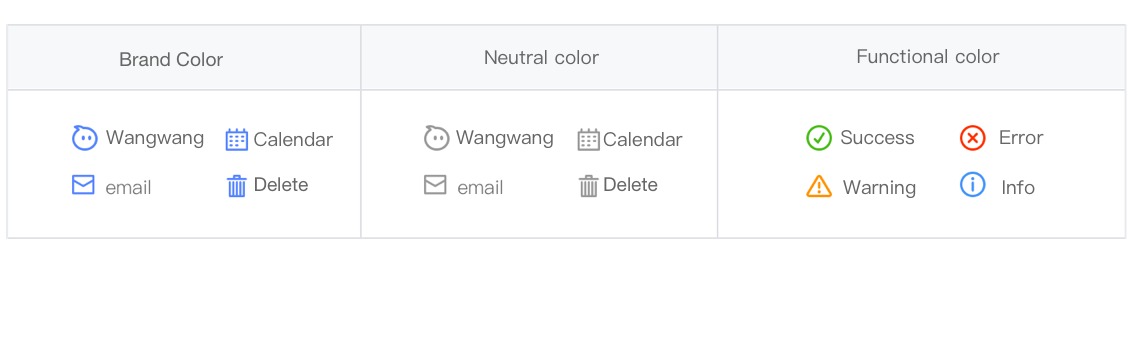 Brand Color
Neutral color
Functional color
Wangwang
Calendar
Wangwang
Calendar
Success
Error
email
Delete
email
Delete
Warning
Info